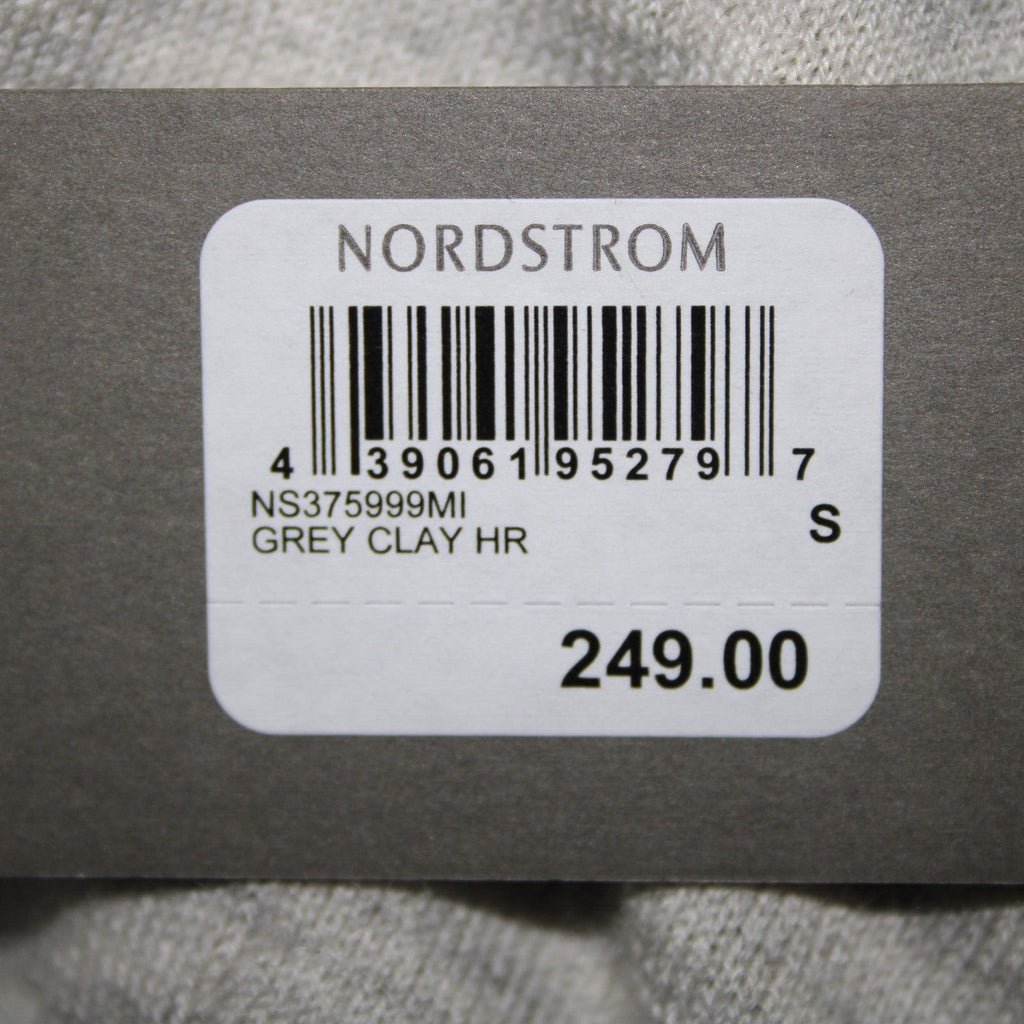 NORDSTROM
4 39061 95279 7
NS375999MI
GREY CLAY HR
S
249.00